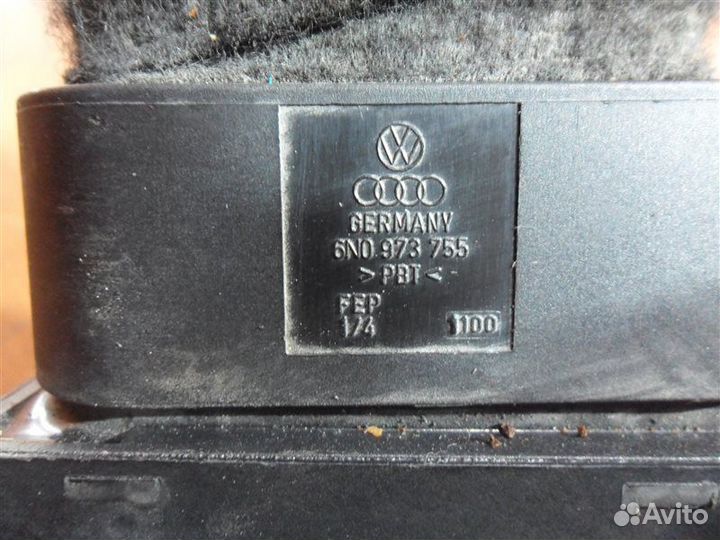 GERMANY
6N0 973 755
> PBT <
FEP
174
1100
Avito